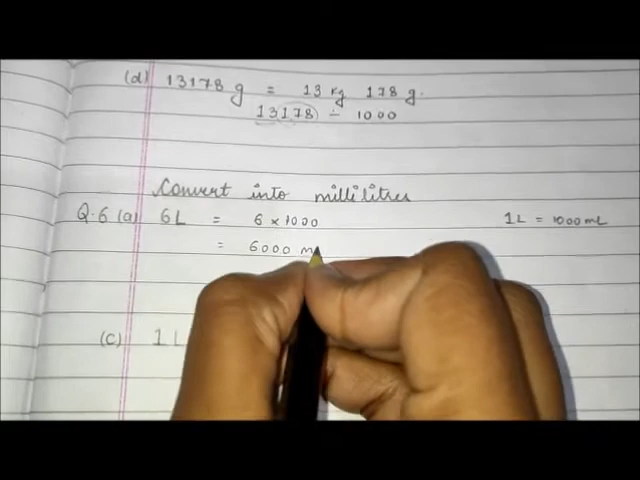 (d) 13178 g = 13 kg 178 g.
13178 ÷ 1000
Convert into millilitres
Q.6 (a) 6L = 6 × 1000 1L = 1000 mL
= 6000 m
(c) 1 L